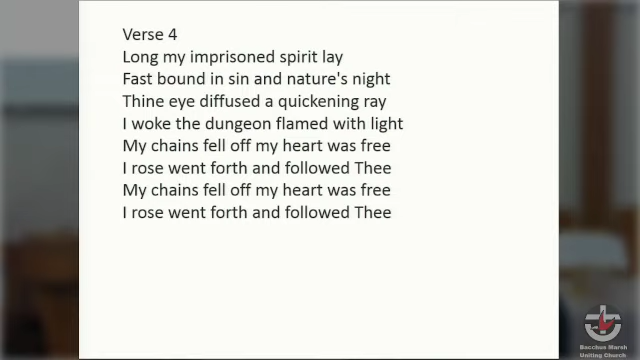 Verse 4
Long my imprisoned spirit lay
Fast bound in sin and nature's night
Thine eye diffused a quickening ray
I woke the dungeon flamed with light
My chains fell off my heart was free
I rose went forth and followed Thee
My chains fell off my heart was free
I rose went forth and followed Thee
Bacchus Marsh
Uniting Church